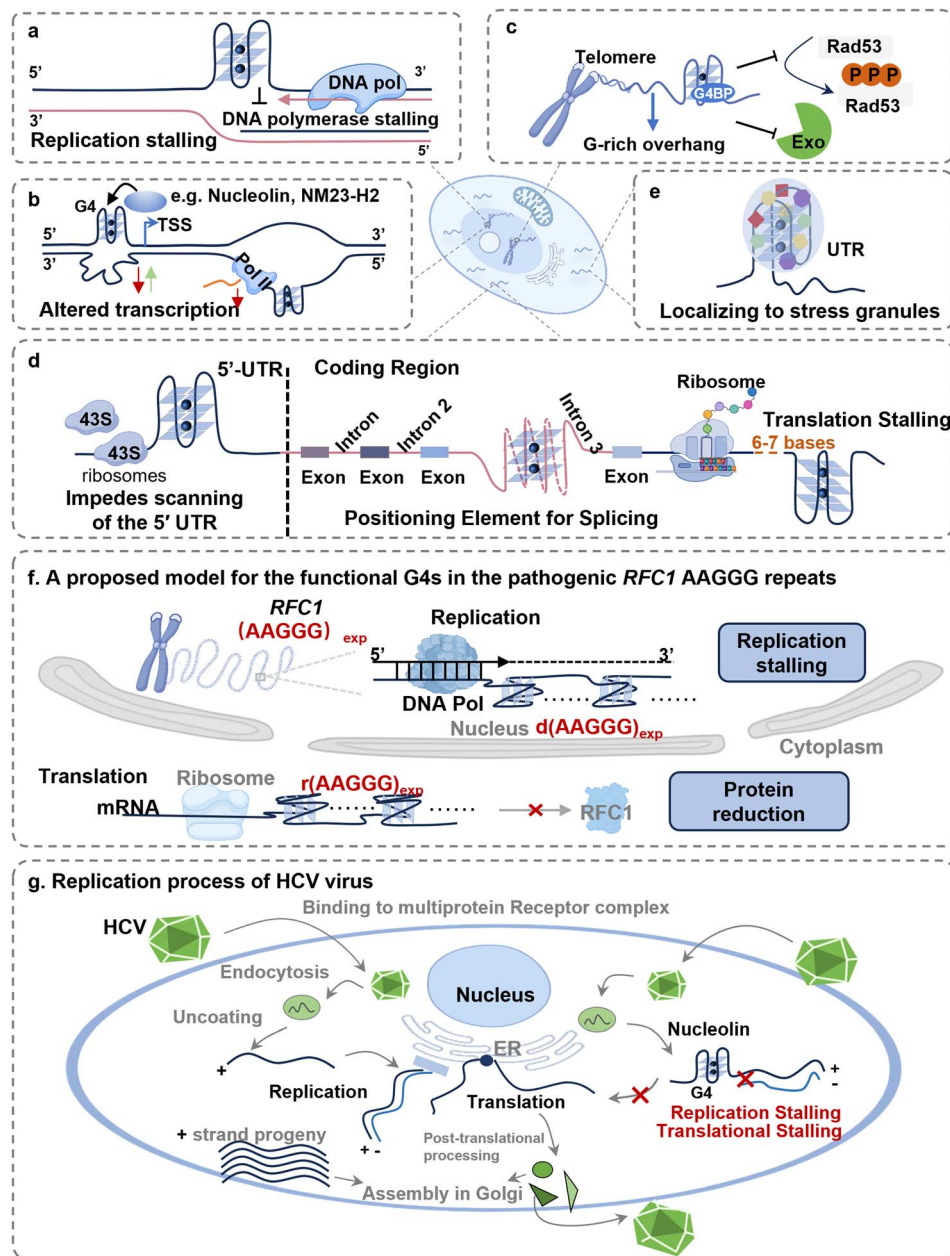 a
5’
3’
DNA pol
DNA polymerase stalling
3’
Replication stalling
5’
c
Telomere
G4BP
G-rich overhang
Rad53
P P P
Rad53
Exo
b
G4
e.g. Nucleolin, NM23-H2
TSS
5’
3’
3’
5’
Pol II
Altered transcription
e
UTR
Localizing to stress granules
d
5’-UTR
Coding Region
43S
43S
ribosomes
Impedes scanning
of the 5′ UTR
Intron
Intron 2
Intron 3
Exon
Exon
Exon
Exon
Positioning Element for Splicing
Ribosome
Translation Stalling
6-7 bases
f. A proposed model for the functional G4s in the pathogenic RFC1 AAGGG repeats
RFC1
(AAGGG) exp
Replication
5’
3’
DNA Pol
Replication
stalling
Nucleus d(AAGGG)exp
Cytoplasm
Translation
mRNA
Ribosome
r(AAGGG)exp
RFC1
Protein
reduction
g. Replication process of HCV virus
HCV
Binding to multiprotein Receptor complex
Endocytosis
Uncoating
Nucleus
ER
Nucleolin
G4
+
-
+
Replication
Translation
Replication Stalling
Translational Stalling
+ -
+ strand progeny
Post-translational
processing
Assembly in Golgi